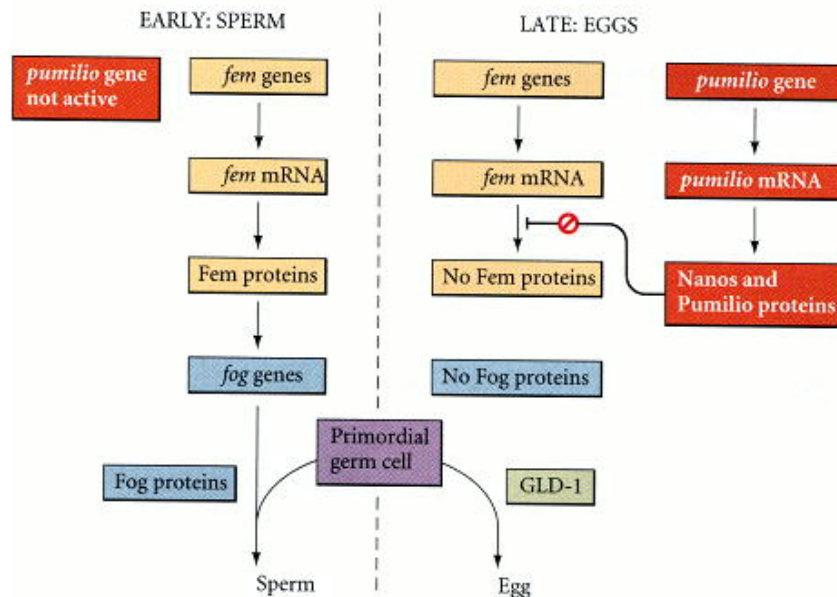 EARLY: SPERM
LATE: EGGS
pumilio gene
not active
fem genes
fem genes
pumilio gene
fem mRNA
fem mRNA
pumilio mRNA
Fem proteins
No Fem proteins
Nanos and
Pumilio proteins
fog genes
No Fog proteins
Primordial
germ cell
Fog proteins
GLD-1
Sperm
Egg